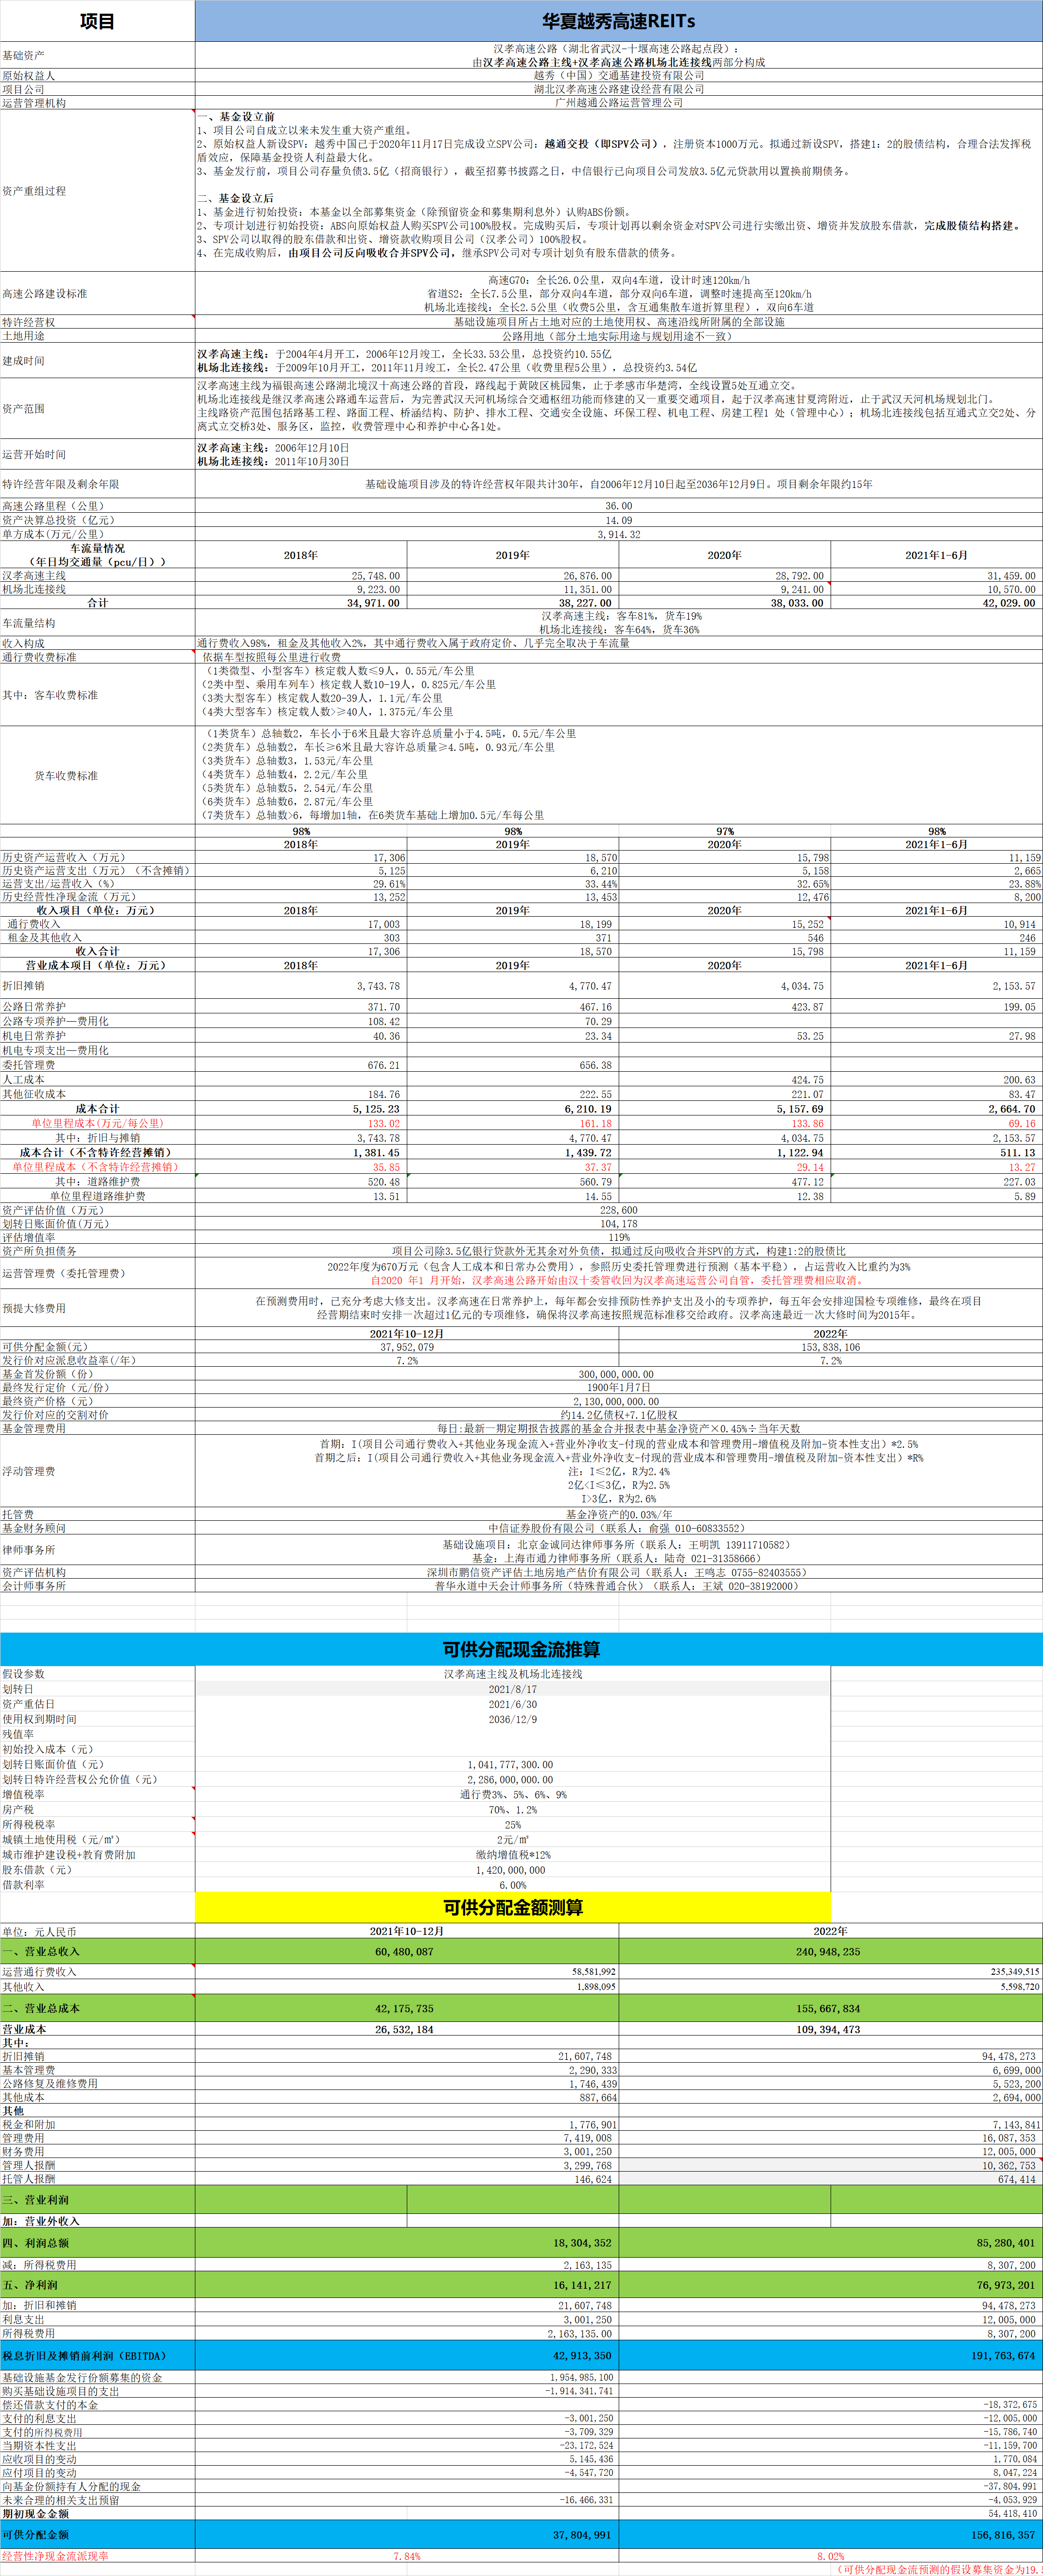 项目 华夏越秀高速REITs
基础资产 汉孝高速公路（湖北省武汉-十堰高速公路起点段）：
由汉孝高速公路主线+汉孝高速公路机场北连接线两部分构成
原始权益人 越秀（中国）交通基建投资有限公司
项目公司 湖北汉孝高速公路建设经营有限公司
运营管理机构 广州越通公路运营管理公司
资产重组过程
一、基金设立前
1、项目公司自成立以来未发生重大资产重组。
2、原始权益人新设SPV：越秀中国已于2020年11月17日完成设立SPV公司：越通交投（即SPV公司），注册资本1000万元。拟通过新设SPV，搭建1：2的股债结构，合理合法发挥税
盾效应，保障基金投资人利益最大化。
3、基金发行前，项目公司存量负债3.5亿（招商银行），截至招募书披露之日，中信银行已向项目公司发放3.5亿元贷款用以置换前期债务。
二、基金设立后
1、基金进行初始投资：本基金以全部募集资金（除预留资金和募集期利息外）认购ABS份额。
2、专项计划进行初始投资：ABS向原始权益人购买SPV公司100%股权。完成购买后，专项计划再以剩余资金对SPV公司进行实缴出资、增资并发放股东借款，完成股债结构搭建。
3、SPV公司以取得的股东借款和出资、增资款收购项目公司（汉孝公司）100%股权。
4、在完成收购后，由项目公司反向吸收合并SPV公司，继承SPV公司对专项计划负有股东借款的债务。
高速公路建设标准
高速G70：全长26.0公里，双向4车道，设计时速120km/h
省道S2：全长7.5公里，部分双向4车道，部分双向6车道，调整时速提高至120km/h
机场北连接线：全长2.5公里（收费5公里，含互通集散车道折算里程），双向6车道
特许经营权 基础设施项目所占土地对应的土地使用权、高速沿线所附属的全部设施
土地用途 公路用地（部分土地实际用途与规划用途不一致）
建成时间 汉孝高速主线：于2004年4月开工，2006年12月竣工，全长33.53公里，总投资约10.55亿
机场北连接线：于2009年10月开工，2011年11月竣工，全长2.47公里（收费里程5公里），总投资约3.54亿
资产范围
汉孝高速主线为福银高速公路湖北境汉十高速公路的首段，路线起于黄陂区桃园集，止于孝感市华楚湾，全线设置5处互通立交。
机场北连接线是继汉孝高速公路通车运营后，为完善武汉天河机场综合交通枢纽功能而修建的又一重要交通项目，起于汉孝高速甘夏湾附近，止于武汉天河机场规划北门。
主线路资产范围包括路基工程、路面工程、桥涵结构、防护、排水工程、交通安全设施、环保工程、机电工程、房建工程1 处（管理中心）；机场北连接线包括互通式立交2处、分
离式立交桥3处、服务区，监控，收费管理中心和养护中心各1处。
运营开始时间 汉孝高速主线：2006年12月10日
机场北连接线：2011年10月30日
特许经营年限及剩余年限 基础设施项目涉及的特许经营权年限共计30年，自2006年12月10日起至2036年12月9日。项目剩余年限约15年
高速公路里程（公里） 36.00
资产决算总投资（亿元） 14.09
单方成本(万元/公里） 3,914.32
车流量情况
（年日均交通量（pcu/日）） 2018年 2019年 2020年 2021年1-6月
汉孝高速主线 25,748.00 26,876.00 28,792.00 31,459.00
机场北连接线 9,223.00 11,351.00 9,241.00 10,570.00
合计 34,971.00 38,227.00 38,033.00 42,029.00
车流量结构 汉孝高速主线：客车81%，货车19%
机场北连接线：客车64%，货车36%
收入构成 通行费收入98%，租金及其他收入2%，其中通行费收入属于政府定价、几乎完全取决于车流量
通行费收费标准 依据车型按照每公里进行收费
其中：客车收费标准
（1类微型、小型客车）核定载人数≤9人，0.55元/车公里
（2类中型、乘用车列车）核定载人数10-19人，0.825元/车公里
（3类大型客车）核定载人数20-39人，1.1元/车公里
（4类大型客车）核定载人数>≥40人，1.375元/车公里
货车收费标准
（1类货车）总轴数2，车长小于6米且最大容许总质量小于4.5吨，0.5元/车公里
（2类货车）总轴数2，车长≥6米且最大容许总质量≥4.5吨，0.93元/车公里
（3类货车）总轴数3，1.53元/车公里
（4类货车）总轴数4，2.2元/车公里
（5类货车）总轴数5，2.54元/车公里
（6类货车）总轴数6，2.87元/车公里
（7类货车）总轴数>6，每增加1轴，在6类货车基础上增加0.5元/车每公里
98% 98% 97% 98%
2018年 2019年 2020年 2021年1-6月
历史资产运营收入（万元） 17,306 18,570 15,798 11,159
历史资产运营支出（万元）（不含摊销） 5,125 6,210 5,158 2,665
运营支出/运营收入（%） 29.61% 33.44% 32.65% 23.88%
历史经营性净现金流（万元） 13,252 13,453 12,476 8,200
收入项目（单位：万元） 2018年 2019年 2020年 2021年1-6月
通行费收入 17,003 18,199 15,252 10,914
租金及其他收入 303 371 546 246
收入合计 17,306 18,570 15,798 11,159
营业成本项目（单位：万元） 2018年 2019年 2020年 2021年1-6月
折旧摊销 3,743.78 4,770.47 4,034.75 2,153.57
公路日常养护 371.70 467.16 423.87 199.05
公路专项养护—费用化 108.42 70.29
机电日常养护 40.36 23.34 53.25 27.98
机电专项支出—费用化
委托管理费 676.21 656.38
人工成本 424.75 200.63
其他征收成本 184.76 222.55 221.07 83.47
成本合计 5,125.23 6,210.19 5,157.69 2,664.70
单位里程成本(万元/每公里) 133.02 161.18 133.86 69.16
其中：折旧与摊销 3,743.78 4,770.47 4,034.75 2,153.57
成本合计（不含特许经营摊销） 1,381.45 1,439.72 1,122.94 511.13
单位里程成本（不含特许经营摊销） 35.85 37.37 29.14 13.27
其中：道路维护费 520.48 560.79 477.12 227.03
单位里程道路维护费 13.51 14.55 12.38 5.89
资产评估价值（万元） 228,600
划转日账面价值(万元) 104,178
评估增值率 119%
资产所负担债务 项目公司除3.5亿银行贷款外无其余对外负债，拟通过反向吸收合并SPV的方式，构建1:2的股债比
运营管理费（委托管理费） 2022年度为670万元（包含人工成本和日常办公费用），参照历史委托管理费进行预测（基本平稳），占运营收入比重约为3%
自2020 年1 月开始，汉孝高速公路开始由汉十委管收回为汉孝高速运营公司自管，委托管理费相应取消。
预提大修费用 在预测费用时，已充分考虑大修支出。汉孝高速在日常养护上，每年都会安排预防性养护支出及小的专项养护，每五年会安排迎国检专项维修，最终在项目
经营期结束时安排一次超过1亿元的专项维修，确保将汉孝高速按照规范标准移交给政府。汉孝高速最近一次大修时间为2015年。
2021年10-12月 2022年
可供分配金额(元) 37,952,079 153,838,106
发行价对应派息收益率(/年) 7.2% 7.2%
基金首发份额（份） 300,000,000.00
最终发行定价（元/份） 1900年1月7日
最终资产价格（元） 2,130,000,000.00
发行价对应的交割对价 约14.2亿债权+7.1亿股权
基金管理费用 每日:最新一期定期报告披露的基金合并报表中基金净资产×0.45%÷当年天数
浮动管理费
首期：I(项目公司通行费收入+其他业务现金流入+营业外净收支-付现的营业成本和管理费用-增值税及附加-资本性支出）*2.5%
首期之后：I(项目公司通行费收入+其他业务现金流入+营业外净收支-付现的营业成本和管理费用-增值税及附加-资本性支出）*R%
注：I≤2亿，R为2.4%
2亿<I≤3亿，R为2.5%
I>3亿，R为2.6%
托管费 基金净资产的0.03%/年
基金财务顾问 中信证券股份有限公司（联系人：俞强 010-60833552）
律师事务所 基础设施项目：北京金诚同达律师事务所（联系人：王明凯 13911710582）
基金：上海市通力律师事务所（联系人：陆奇 021-31358666）
资产评估机构 深圳市鹏信资产评估土地房地产估价有限公司（联系人：王鸣志 0755-82403555）
会计师事务所 普华永道中天会计师事务所（特殊普通合伙）（联系人：王斌 020-38192000）
可供分配现金流推算
假设参数 汉孝高速主线及机场北连接线
划转日 2021/8/17
资产重估日 2021/6/30
使用权到期时间 2036/12/9
残值率
初始投入成本（元）
划转日账面价值（元） 1,041,777,300.00
划转日特许经营权公允价值（元） 2,286,000,000.00
增值税率 通行费3%、5%、6%、9%
房产税 70%、1.2%
所得税税率 25%
城镇土地使用税（元/㎡） 2元/㎡
城市维护建设税+教育费附加 缴纳增值税*12%
股东借款（元） 1,420,000,000
借款利率 6.00%
可供分配金额测算
单位：元人民币 2021年10-12月 2022年
一、营业总收入 60,480,087 240,948,235
运营通行费收入 58,581,992 235,349,515
其他收入 1,898,095 5,598,720
二、营业总成本 42,175,735 155,667,834
营业成本 26,532,184 109,394,473
其中：
折旧摊销 21,607,748 94,478,273
基本管理费 2,290,333 6,699,000
公路修复及维修费用 1,746,439 5,523,200
其他成本 887,664 2,694,000
其他
税金和附加 1,776,901 7,143,841
管理费用 7,419,008 16,087,353
财务费用 3,001,250 12,005,000
管理人报酬 3,299,768 10,362,753
托管人报酬 146,624 674,414
三、营业利润
加：营业外收入
四、利润总额 18,304,352 85,280,401
减：所得税费用 2,163,135 8,307,200
五、净利润 16,141,217 76,973,201
加：折旧和摊销 21,607,748 94,478,273
利息支出 3,001,250 12,005,000
所得税费用 2,163,135.00 8,307,200
税息折旧及摊销前利润（EBITDA） 42,913,350 191,763,674
基础设施基金发行份额募集的资金 1,954,985,100
购买基础设施项目的支出 -1,914,341,741
偿还借款支付的本金 -18,372,675
支付的利息支出 -3,001,250 -12,005,000
支付的所得税费用 -3,709,329 -15,786,740
当期资本性支出 -23,172,524 -11,159,700
应收项目的变动 5,145,436 1,770,084
应付项目的变动 -4,547,720 8,047,224
向基金份额持有人分配的现金 -37,804,991
未来合理的相关支出预留 -16,466,331 -4,053,929
期初现金金额 54,418,410
可供分配金额 37,804,991 156,816,357
经营性净现金流派现率 7.84% 8.02%
（可供分配现金流预测的假设募集资金为19.